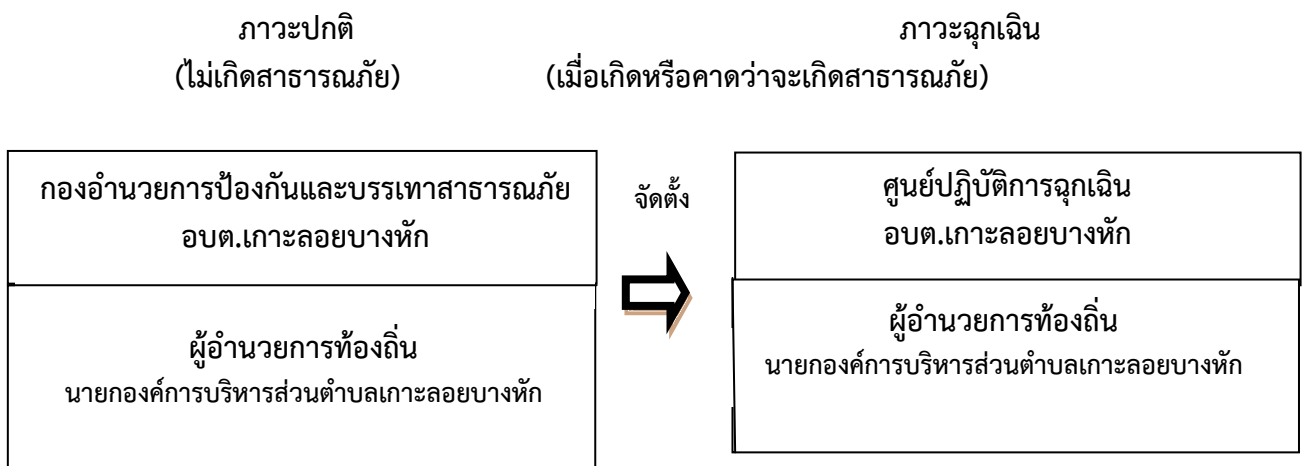 ภาวะปกติ
(ไม่เกิดสาธารณภัย)
ภาวะฉุกเฉิน
(เมื่อเกิดหรือคาดว่าจะเกิดสาธารณภัย)
กองอำนวยการป้องกันและบรรเทาสาธารณภัย
อบต.เกาะลอยบางหัก
ผู้อำนวยการท้องถิ่น
นายกองค์การบริหารส่วนตำบลเกาะลอยบางหัก
จัดตั้ง
ศูนย์ปฏิบัติการฉุกเฉิน
อบต.เกาะลอยบางหัก
ผู้อำนวยการท้องถิ่น
นายกองค์การบริหารส่วนตำบลเกาะลอยบางหัก